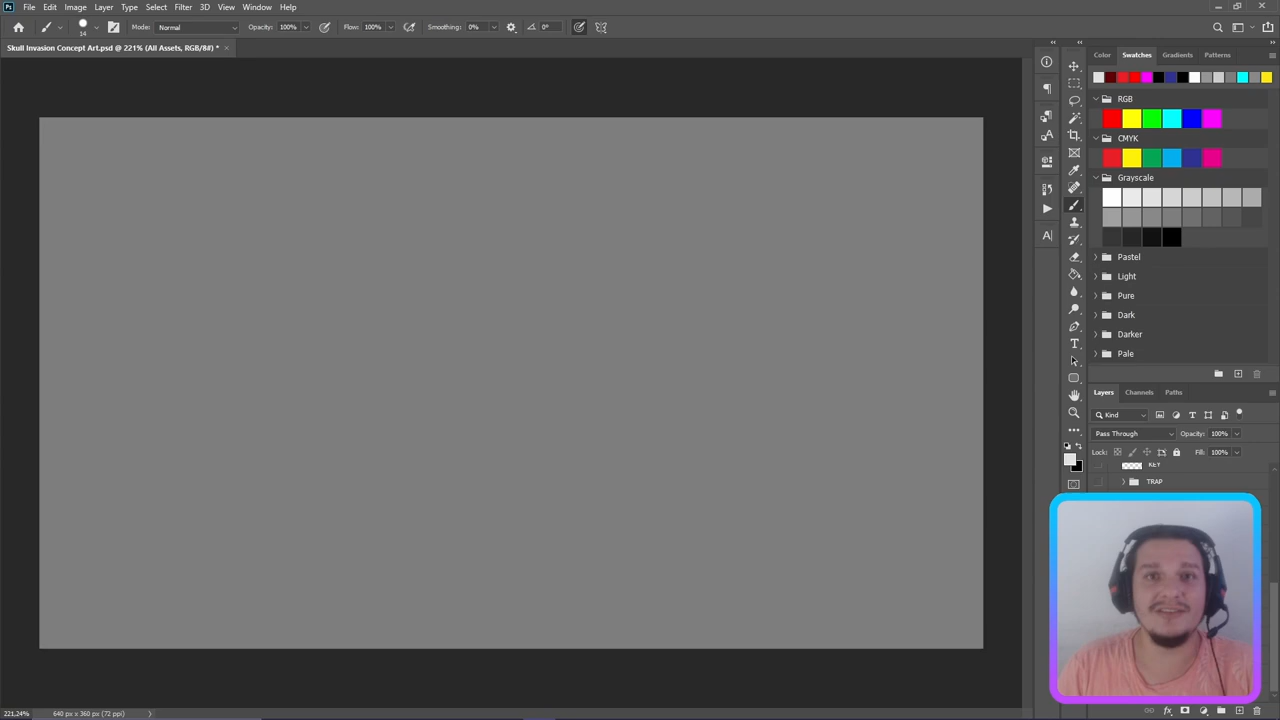 Ps File Edit Image Layer Type Select Filter 3D View Window Help
14 Mode: Normal Opacity: 100% Flow: 100% Smoothing: 0% 0°
Skull Invasion Concept Art.psd @ 221% (All Assets, RGB/8#) * ×
Color Swatches Gradients Patterns
RGB
CMYK
Grayscale
Pastel
Light
Pure
Dark
Darker
Pale
Layers Channels Paths
Kind
Pass Through Opacity: 100%
Lock: Fill: 100%
KEY
TRAP
221,24% 640 px x 360 px (72 ppi)